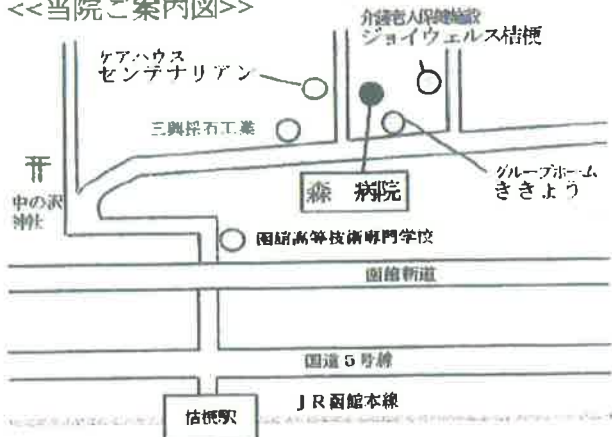 <<当院ご案内図>>
介護老人保健施設
ジョイウェルス桔梗
ケアハウス
センテナリアン
三興採石工業
中の沢
神社
森 病院
グループホーム
ききょう
函館高等技術専門学校
函館新道
国道5号線
JR函館本線
桔梗駅